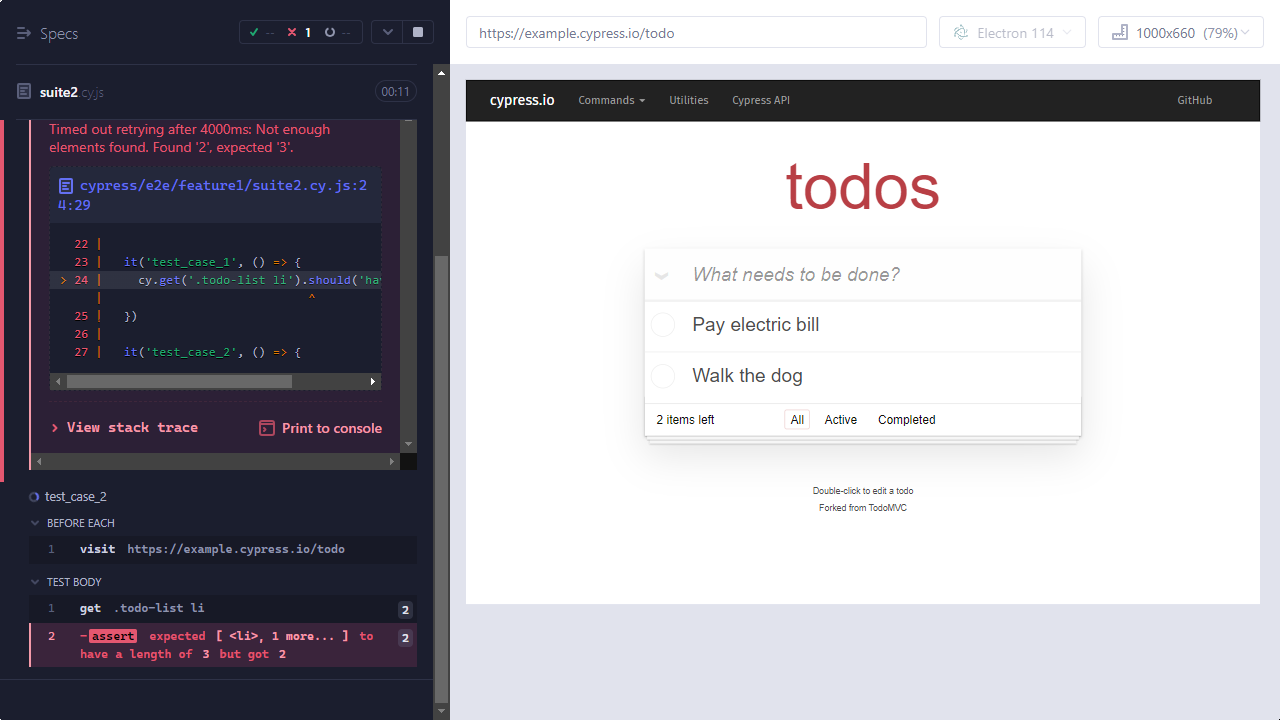 Specs
-- 1 --
suite2.cy.js
00:11
Timed out retrying after 4000ms: Not enough
elements found. Found '2', expected '3'.
cypress/e2e/feature1/suite2.cy.js:2
4:29
22 |
23 | it('test_case_1', () => {
> 24 | cy.get('.todo-list li').should('hav
| ^
25 | })
26 |
27 | it('test_case_2', () => {
> View stack trace
Print to console
test_case_2
BEFORE EACH
1 visit https://example.cypress.io/todo
TEST BODY
1 get .todo-list li 2
2 -assert expected [ <li>, 1 more... ] to 2
have a length of 3 but got 2
https://example.cypress.io/todo
Electron 114
1000x660 (79%)
cypress.io
Commands
Utilities
Cypress API
GitHub
todos
What needs to be done?
Pay electric bill
Walk the dog
2 items left
All
Active
Completed
Double-click to edit a todo
Forked from TodoMVC